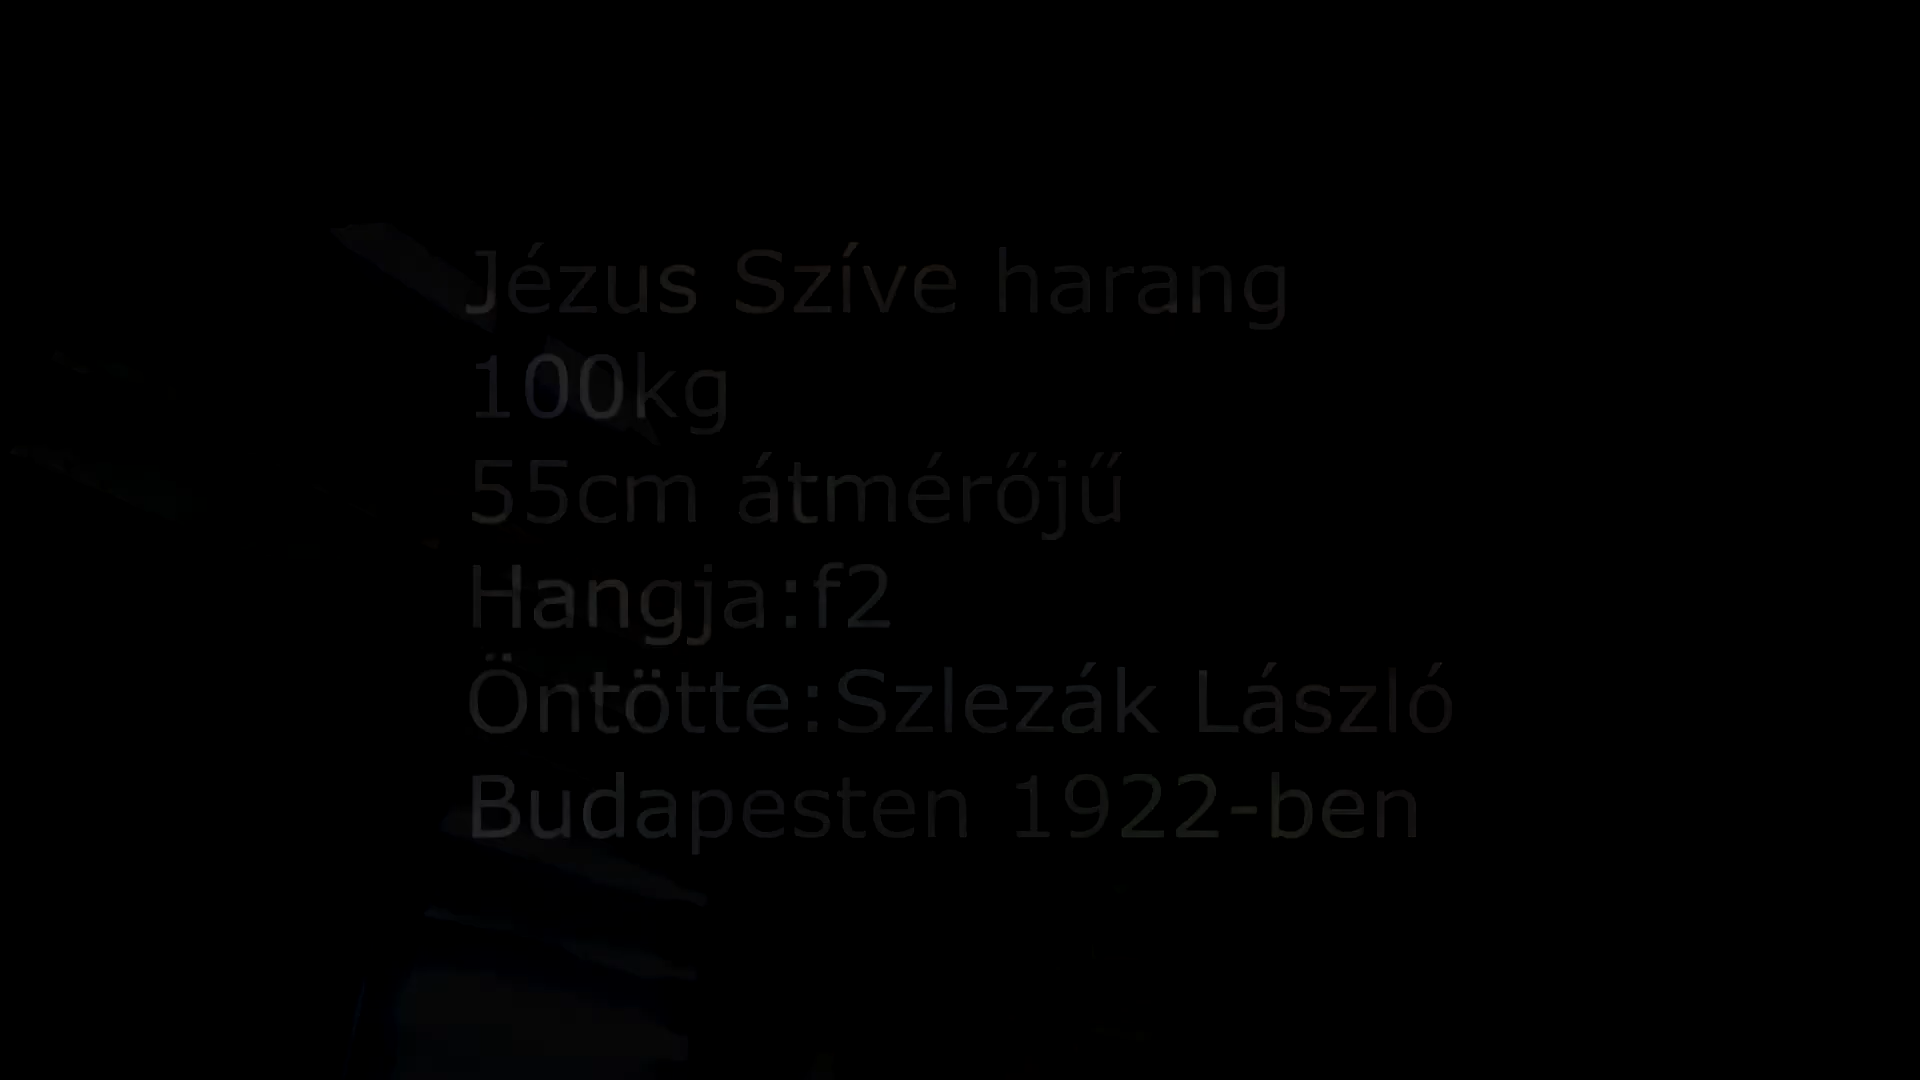 Jézus Szíve harang
100kg
55cm átmérőjű
Hangja:f2
Öntötte:Szlezák László
Budapesten 1922-ben